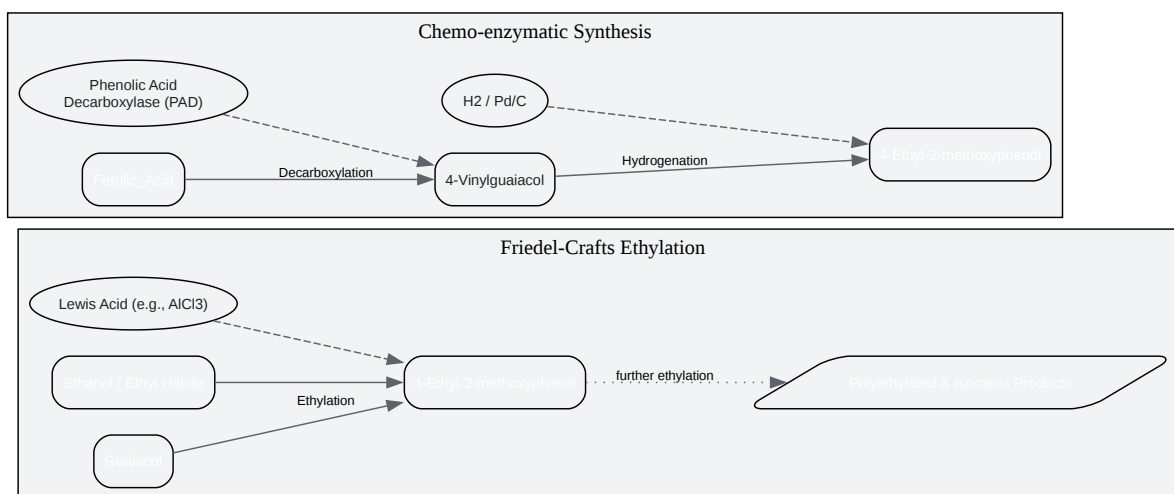 Chemo-enzymatic Synthesis
Phenolic Acid
Decarboxylase (PAD)
H2 / Pd/C
Ferulic_Acid
Decarboxylation
4-Vinylguaiacol
Hydrogenation
4-Ethyl-2-methoxyphenol
Friedel-Crafts Ethylation
Lewis Acid (e.g., AlCl3)
Ethanol / Ethyl Halide
Ethylation
4-Ethyl-2-methoxyphenol
further ethylation
Polyethylated & Isomeric Products